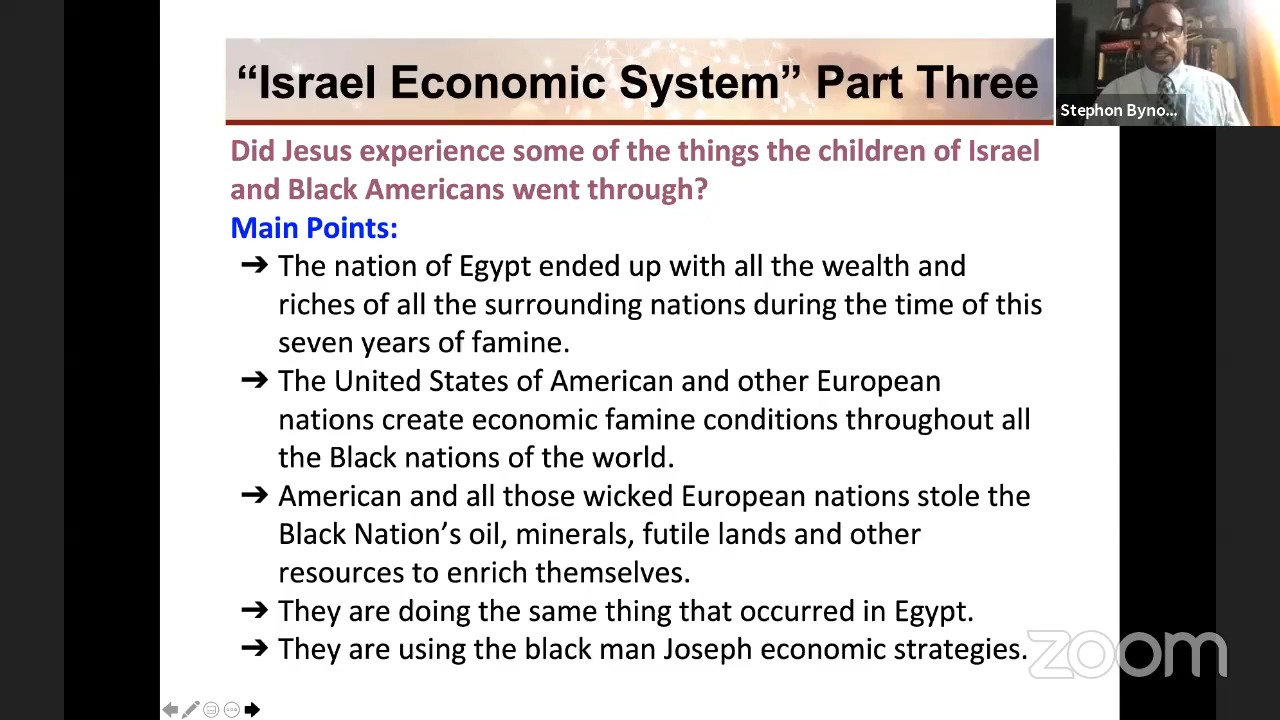 “Israel Economic System” Part Three
Stephon Byno...
Did Jesus experience some of the things the children of Israel
and Black Americans went through?
Main Points:
➔ The nation of Egypt ended up with all the wealth and
riches of all the surrounding nations during the time of this
seven years of famine.
➔ The United States of American and other European
nations create economic famine conditions throughout all
the Black nations of the world.
➔ American and all those wicked European nations stole the
Black Nation’s oil, minerals, futile lands and other
resources to enrich themselves.
➔ They are doing the same thing that occurred in Egypt.
➔ They are using the black man Joseph economic strategies.
zoom